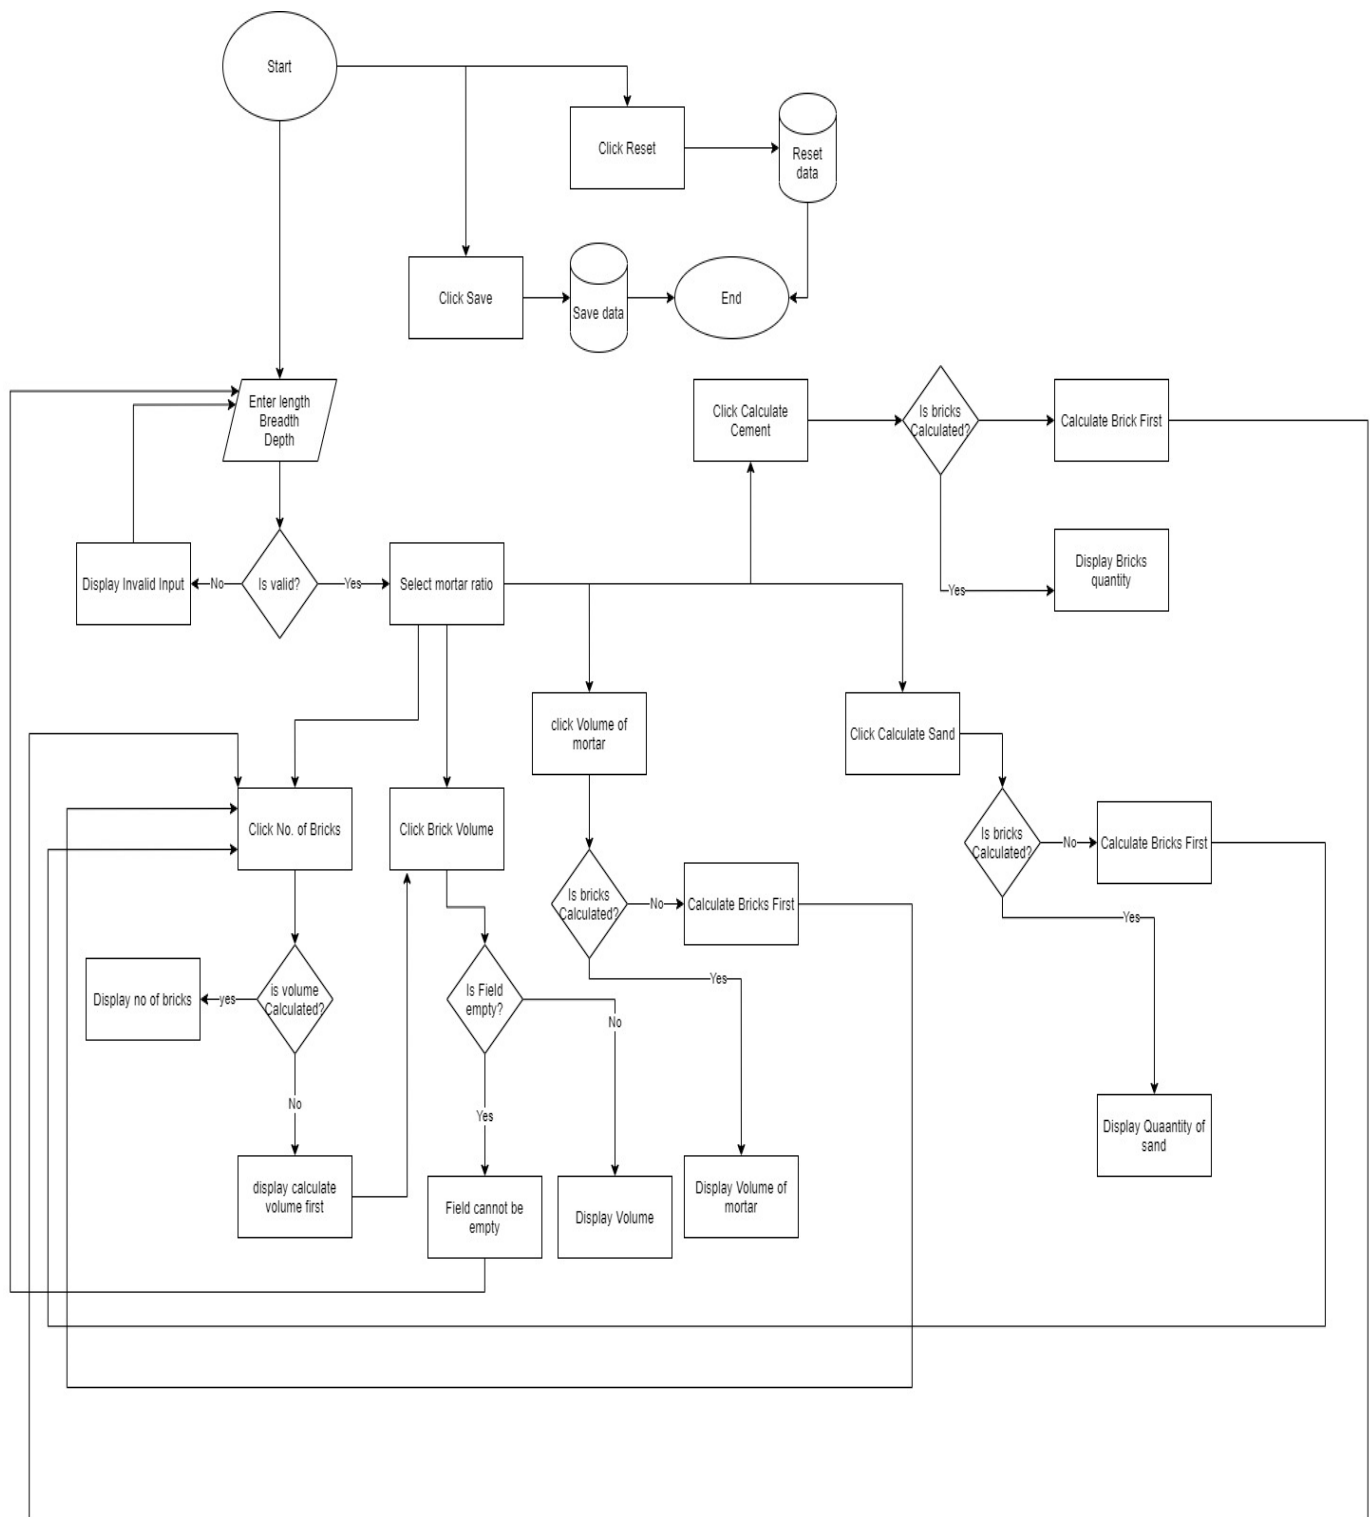 Start
Click Reset
Reset
data
Click Save
Save data
End
Enter length
Breadth
Depth
Click Calculate
Cement
Is bricks
Calculated?
Calculate Brick First
Display Bricks
quantity
Yes
Display Invalid Input
No
Is valid?
Yes
Select mortar ratio
click Volume of
mortar
Click Calculate Sand
Click No. of Bricks
Click Brick Volume
Is bricks
Calculated?
No
Calculate Bricks First
Is bricks
Calculated?
No
Calculate Bricks First
Yes
Display no of bricks
yes
is volume
Calculated?
Is Field
empty?
No
Yes
No
Yes
display calculate
volume first
Field cannot be
empty
Display Volume
Display Volume of
mortar
Display Quaantity of
sand